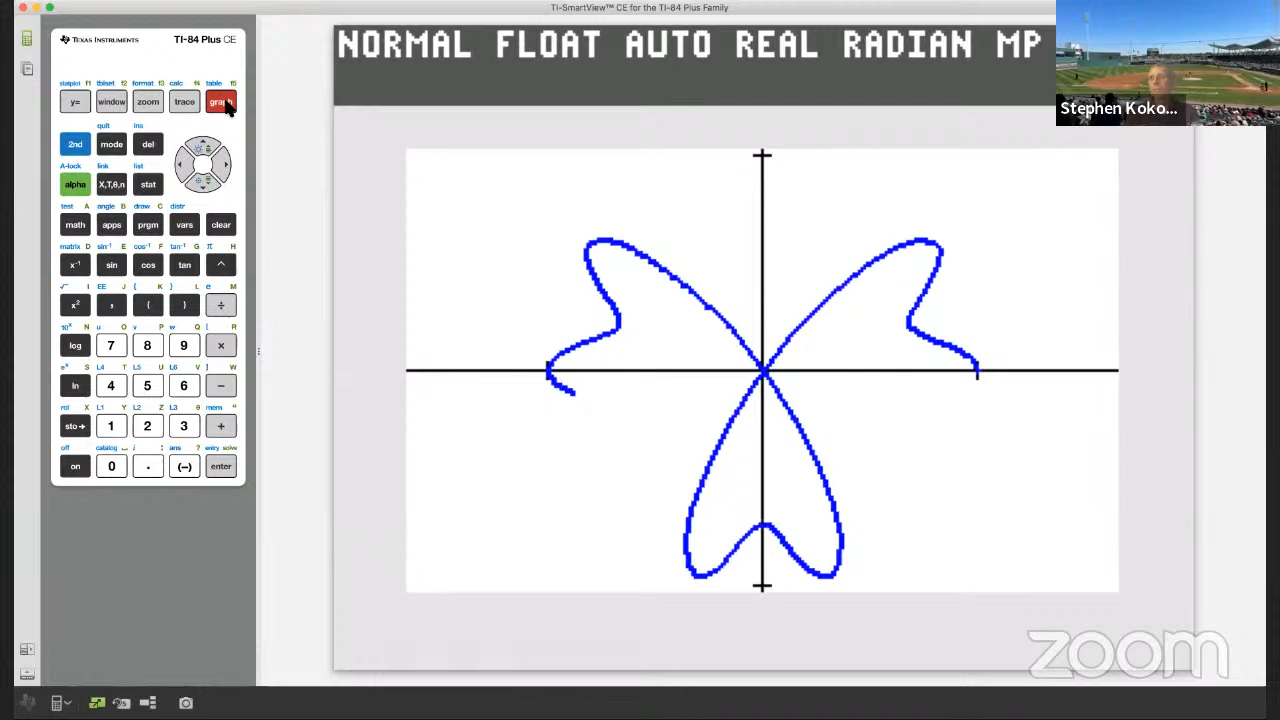 TI-SmartView™ CE for the TI-84 Plus Family
TEXAS INSTRUMENTS TI-84 Plus CE
NORMAL FLOAT AUTO REAL RADIAN MP
Stephen Koko...
statplot f1 tblset f2 format f3 calc f4 table f5
y= window zoom trace graph
quit ins
2nd mode del
A-lock link list
alpha X,T,θ,n stat
test A angle B draw C distr
math apps prgm vars clear
matrix D sin⁻¹ E cos⁻¹ F tan⁻¹ G π H
x⁻¹ sin cos tan ^
√ I EE J { K } L e M
x² , ( ) ÷
10ˣ N u O v P w Q [ R
log 7 8 9 ×
eˣ S L4 T L5 U L6 V ] W
ln 4 5 6 −
rcl X L1 Y L2 Z L3 θ mem "
sto→ 1 2 3 +
off catalog ⎵ i : ans ? entry solve
on 0 . (−) enter
zoom